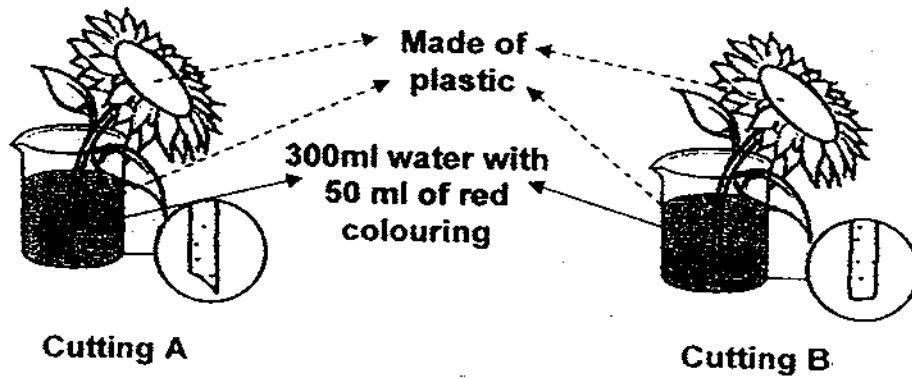 Made of
plastic
300ml water with
50 ml of red
colouring
Cutting A
Cutting B